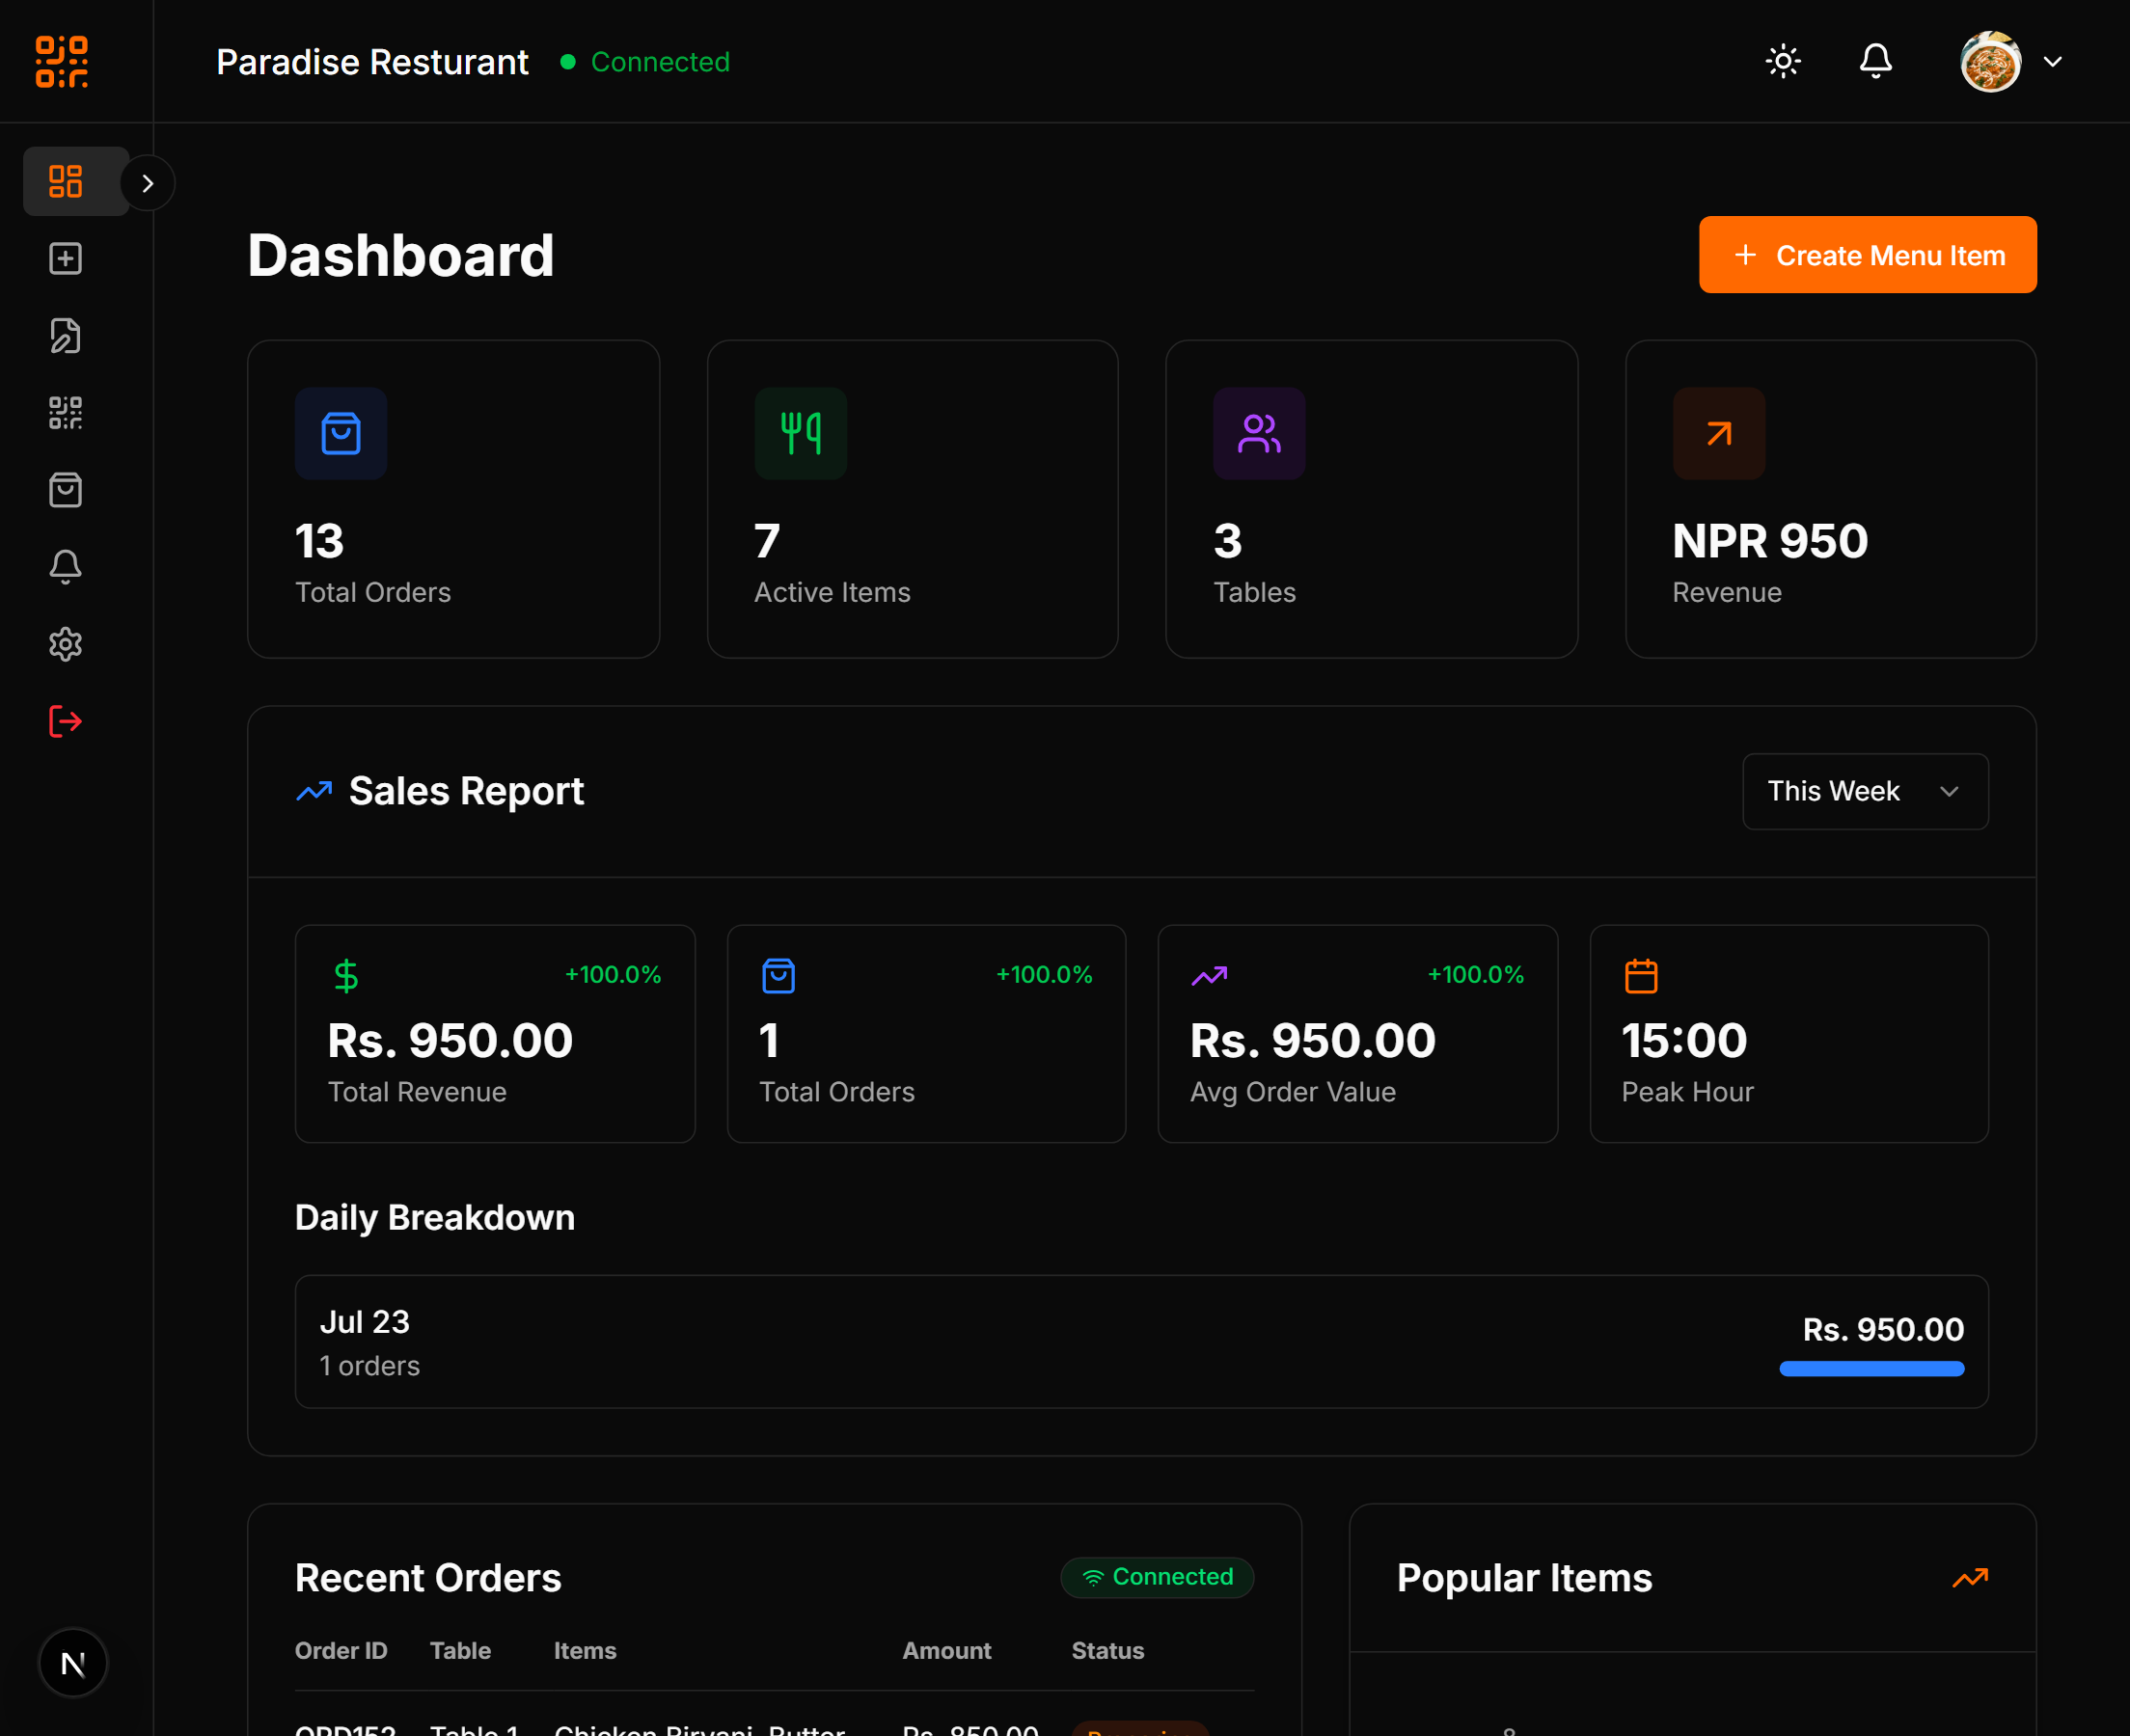 Paradise Resturant
Connected
Dashboard
Create Menu Item
13
Total Orders
7
Active Items
3
Tables
NPR 950
Revenue
Sales Report
This Week
+100.0%
Rs. 950.00
Total Revenue
+100.0%
1
Total Orders
+100.0%
Rs. 950.00
Avg Order Value
15:00
Peak Hour
Daily Breakdown
Jul 23
1 orders
Rs. 950.00
Recent Orders
Connected
Order ID Table Items Amount Status
Table 1 Chicken Biryani, Butter Rs. 850.00
Popular Items
N